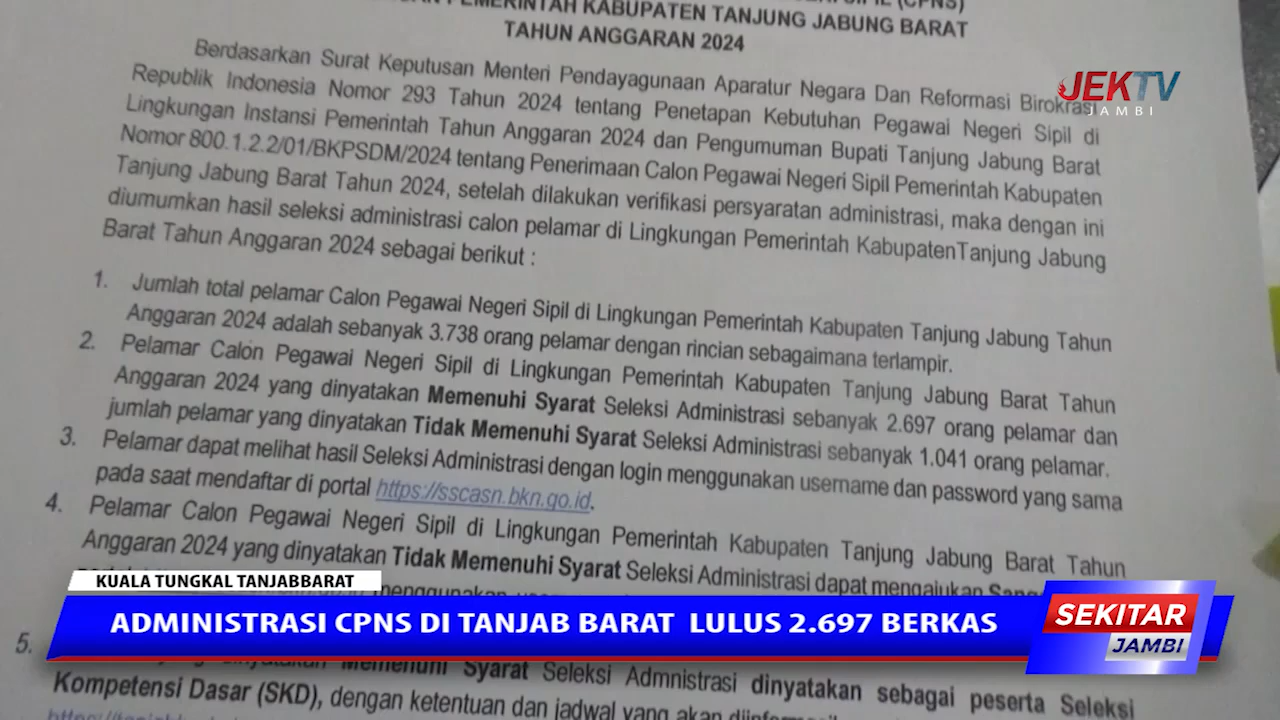 PEMERINTAH KABUPATEN TANJUNG JABUNG BARAT
TAHUN ANGGARAN 2024
Berdasarkan Surat Keputusan Menteri Pendayagunaan Aparatur Negara Dan Reformasi Birokrasi
Republik Indonesia Nomor 293 Tahun 2024 tentang Penetapan Kebutuhan Pegawai Negeri Sipil di
Lingkungan Instansi Pemerintah Tahun Anggaran 2024 dan Pengumuman Bupati Tanjung Jabung Barat
Nomor 800.1.2.2/01/BKPSDM/2024 tentang Penerimaan Calon Pegawai Negeri Sipil Pemerintah Kabupaten
Tanjung Jabung Barat Tahun 2024, setelah dilakukan verifikasi persyaratan administrasi, maka dengan ini
diumumkan hasil seleksi administrasi calon pelamar di Lingkungan Pemerintah KabupatenTanjung Jabung
Barat Tahun Anggaran 2024 sebagai berikut :
1. Jumlah total pelamar Calon Pegawai Negeri Sipil di Lingkungan Pemerintah Kabupaten Tanjung Jabung Tahun
Anggaran 2024 adalah sebanyak 3.738 orang pelamar dengan rincian sebagaimana terlampir.
2. Pelamar Calon Pegawai Negeri Sipil di Lingkungan Pemerintah Kabupaten Tanjung Jabung Barat Tahun
Anggaran 2024 yang dinyatakan Memenuhi Syarat Seleksi Administrasi sebanyak 2.697 orang pelamar dan
jumlah pelamar yang dinyatakan Tidak Memenuhi Syarat Seleksi Administrasi sebanyak 1.041 orang pelamar.
3. Pelamar dapat melihat hasil Seleksi Administrasi dengan login menggunakan username dan password yang sama
pada saat mendaftar di portal https://sscasn.bkn.go.id.
4. Pelamar Calon Pegawai Negeri Sipil di Lingkungan Pemerintah Kabupaten Tanjung Jabung Barat Tahun
Anggaran 2024 yang dinyatakan Tidak Memenuhi Syarat Seleksi Administrasi dapat mengajukan
menggunakan
5. Memenuhi Syarat Seleksi Admnistrasi dinyatakan sebagai peserta Seleksi
Kompetensi Dasar (SKD), dengan ketentuan dan jadwal yang akan
JEKTV
JAMBI
KUALA TUNGKAL TANJABBARAT
ADMINISTRASI CPNS DI TANJAB BARAT LULUS 2.697 BERKAS
SEKITAR
JAMBI